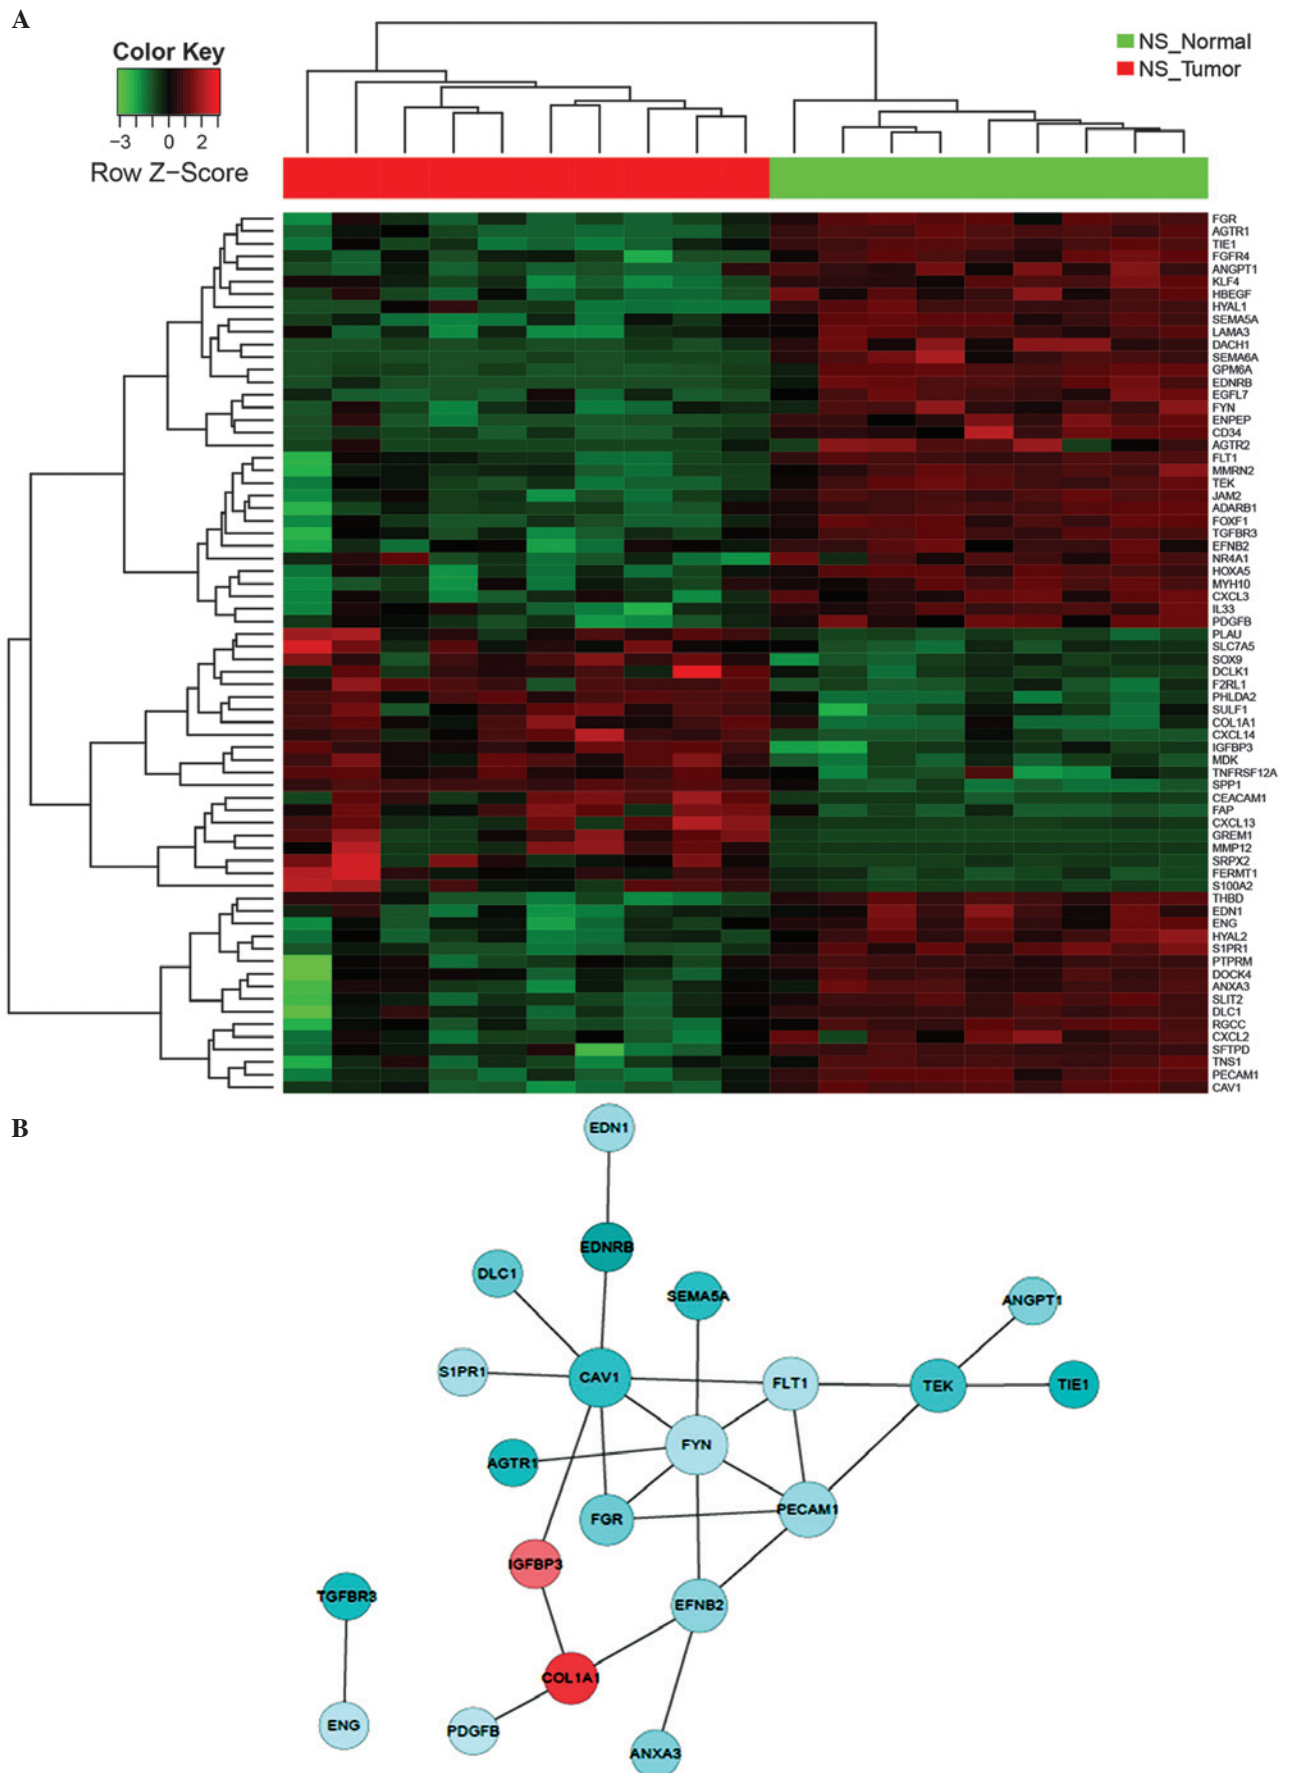 A
Color Key
−3 0 2
Row Z−Score
NS_Normal
NS_Tumor
FGR
AGTR1
TIE1
FGFR4
ANGPT1
KLF4
HBEGF
HYAL1
SEMA5A
LAMA3
DACH1
SEMA6A
GPM6A
EDNRB
EGFL7
FYN
ENPEP
CD34
AGTR2
FLT1
MMRN2
TEK
JAM2
ADARB1
FOXF1
TGFBR3
EFNB2
NR4A1
HOXA5
MYH10
CXCL3
IL33
PDGFB
PLAU
SLC7A5
SOX9
DCLK1
F2RL1
PHLDA2
SULF1
COL1A1
CXCL14
IGFBP3
MDK
TNFRSF12A
SPP1
CEACAM1
FAP
CXCL13
GREM1
MMP12
SRPX2
FERMT1
S100A2
THBD
EDN1
ENG
HYAL2
S1PR1
PTPRM
DOCK4
ANXA3
SLIT2
DLC1
RGCC
CXCL2
SFTPD
TNS1
PECAM1
CAV1
B
EDN1
EDNRB
DLC1
SEMA5A
ANGPT1
S1PR1
CAV1
FLT1
TEK
TIE1
FYN
AGTR1
FGR
PECAM1
IGFBP3
TGFBR3
EFNB2
COL1A1
ENG
PDGFB
ANXA3